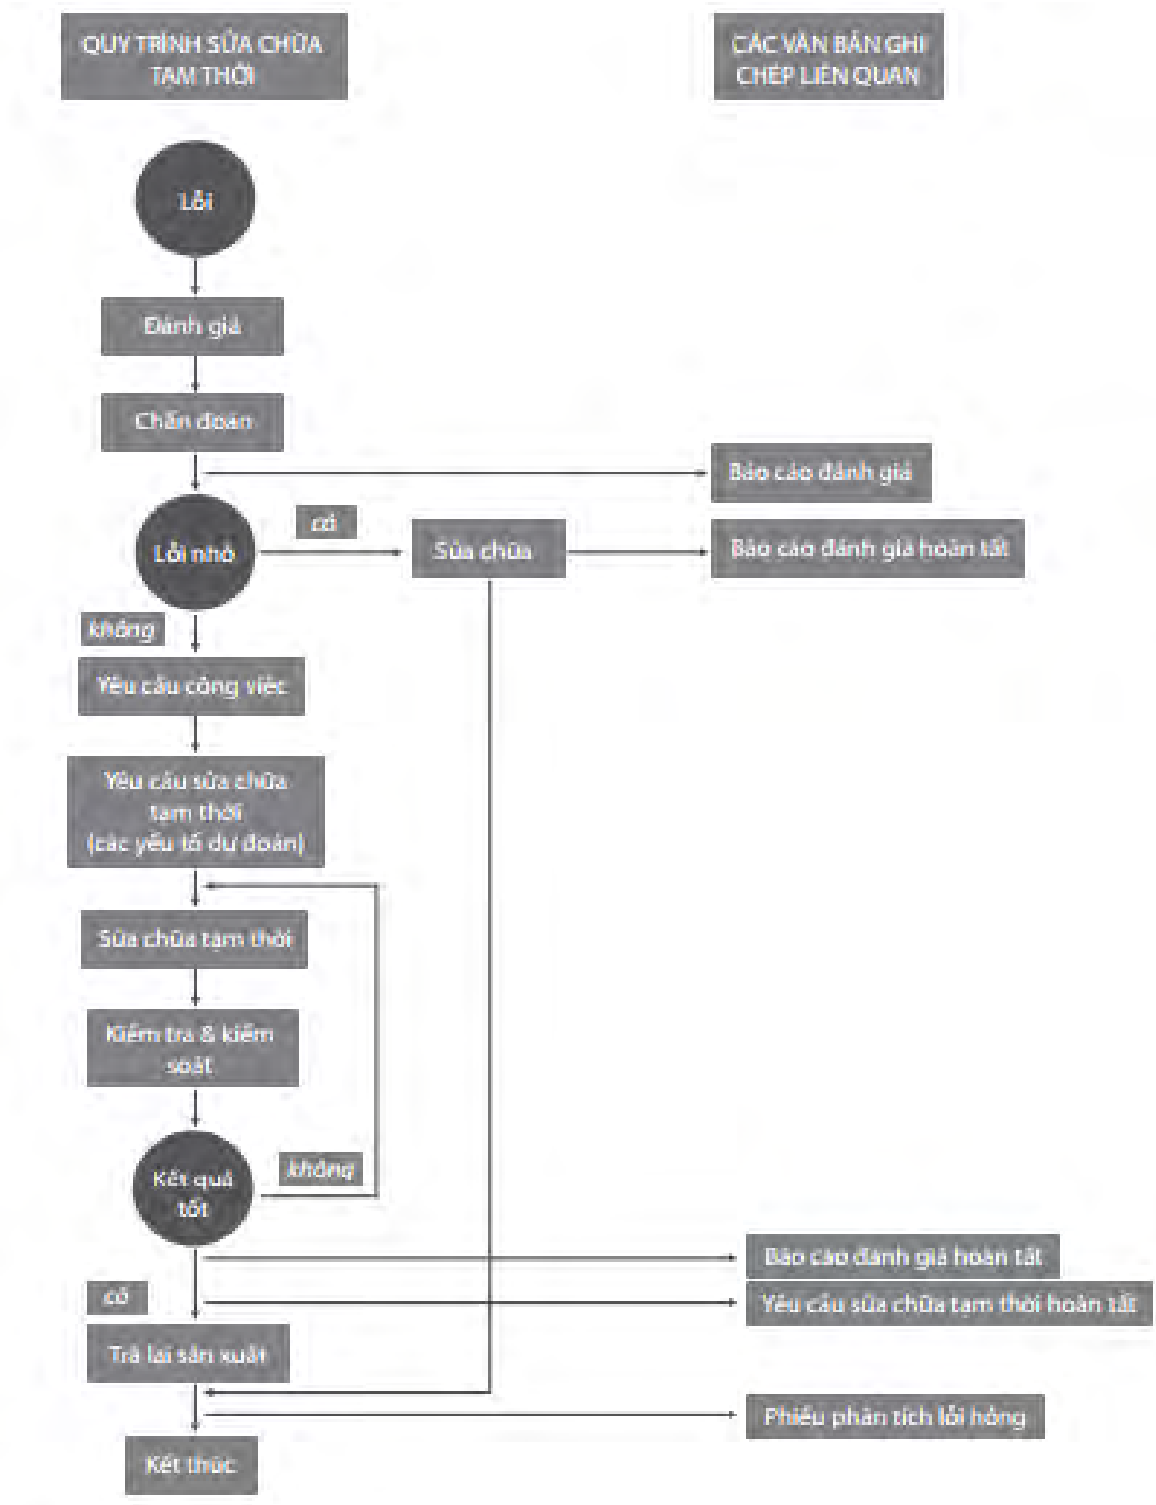 QUY TRÌNH SỬA CHỮA
TẠM THỜI
CÁC VĂN BẢN GHI
CHÉP LIÊN QUAN
Lỗi
Đánh giá
Chẩn đoán
Báo cáo đánh giá
Lỗi nhỏ
có
Sửa chữa
Báo cáo đánh giá hoàn tất
không
Yêu cầu công việc
Yêu cầu sửa chữa
tạm thời
(các yếu tố dự đoán)
Sửa chữa tạm thời
Kiểm tra & kiểm
soát
Kết quả
tốt
không
Báo cáo đánh giá hoàn tất
có
Yêu cầu sửa chữa tạm thời hoàn tất
Trả lại sản xuất
Phiếu phân tích lỗi hỏng
Kết thúc